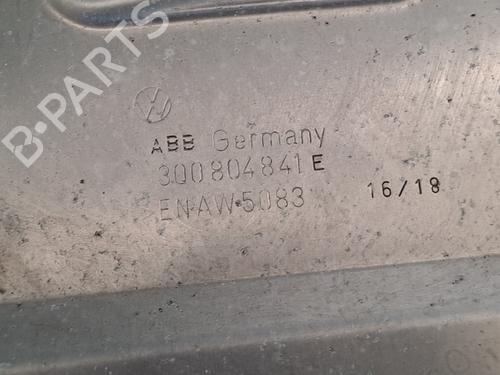 B-PARTS
ABB Germany
3Q0804841E
EN-AW-5083 16/18